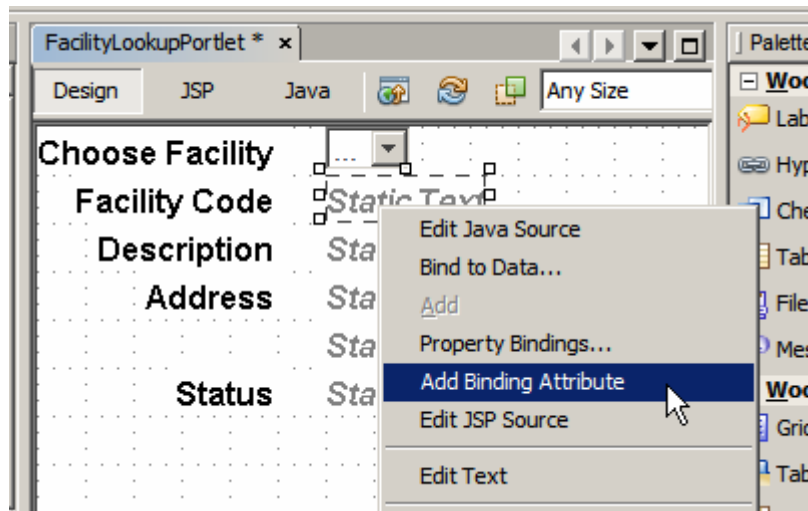 FacilityLookupPortlet *
Palette
Design JSP Java Any Size
Choose Facility ...
Facility Code Static Text
Edit Java Source
Description
Bind to Data...
Address
Add
File
Property Bindings...
Status
Add Binding Attribute
Edit JSP Source
Edit Text